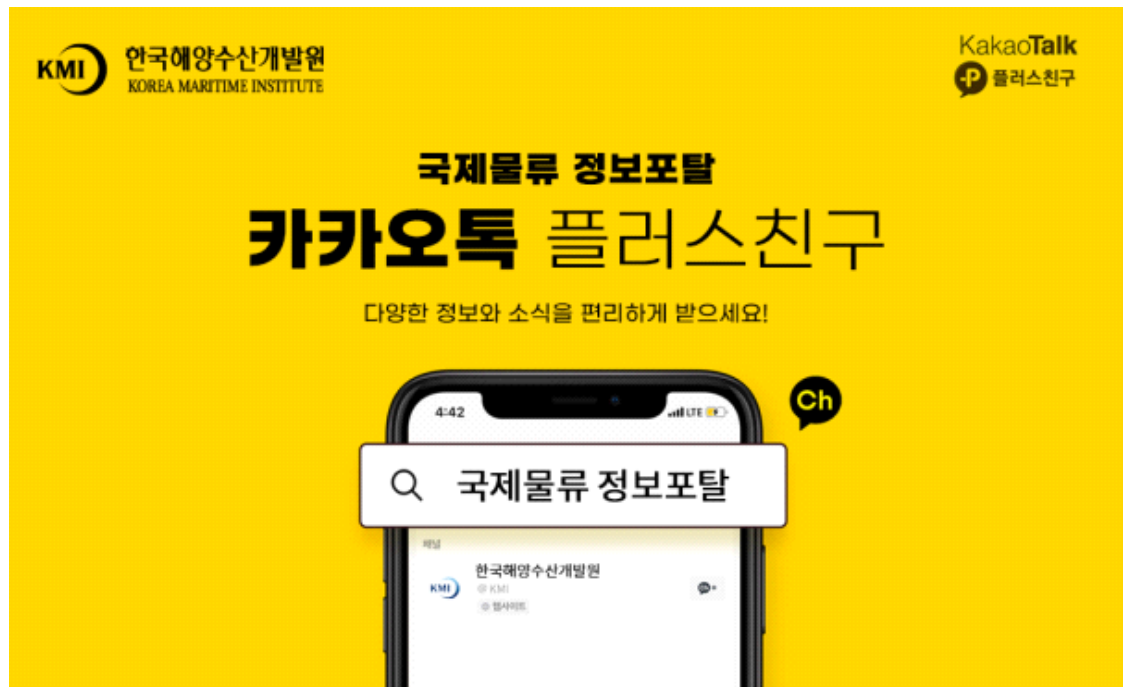 KMI 한국해양수산개발원
KOREA MARITIME INSTITUTE
KakaoTalk
플러스친구
국제물류 정보포탈
카카오톡 플러스친구
다양한 정보와 소식을 편리하게 받으세요!
Ch
4:42
LTE
국제물류 정보포탈
채널
한국해양수산개발원
KMI
@ KMI
웹사이트